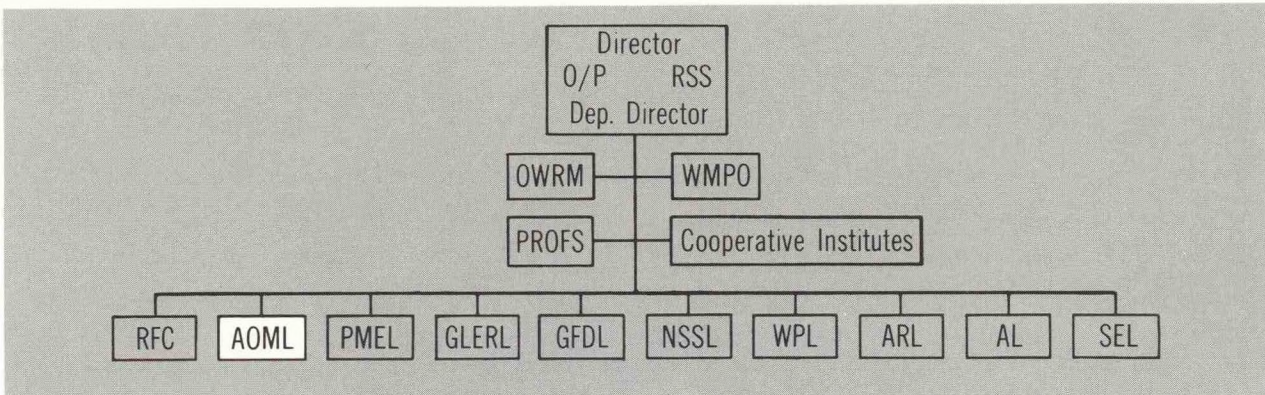 Director
O/P RSS
Dep. Director
OWRM WMPO
PROFS Cooperative Institutes
RFC AOML PMEL GLERL GFDL NSSL WPL ARL AL SEL